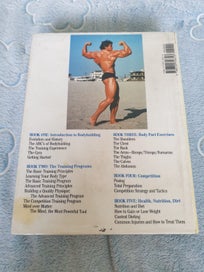 BOOK ONE: Introduction to Bodybuilding
Evolution and History
The ABC's of Bodybuilding
The Training Experience
The Gym
Getting Started
BOOK TWO: The Training Programs
The Basic Training Principles
Learning Your Body Type
The Basic Training Program
Advanced Training Principles
Building a Quality Physique:
The Advanced Training Program
The Competition Training Program
Mind over Matter:
The Mind, the Most Powerful Tool
BOOK THREE: Body Part Exercises
The Shoulders
The Chest
The Back
The Arms—Biceps, Triceps, Forearms
The Thighs
The Calves
The Abdomen
BOOK FOUR: Competition
Posing
Total Preparation
Competition Strategy and Tactics
BOOK FIVE: Health, Nutrition, Diet
Nutrition and Diet
How to Gain or Lose Weight
Contest Dieting
Common Injuries and How to Treat Them